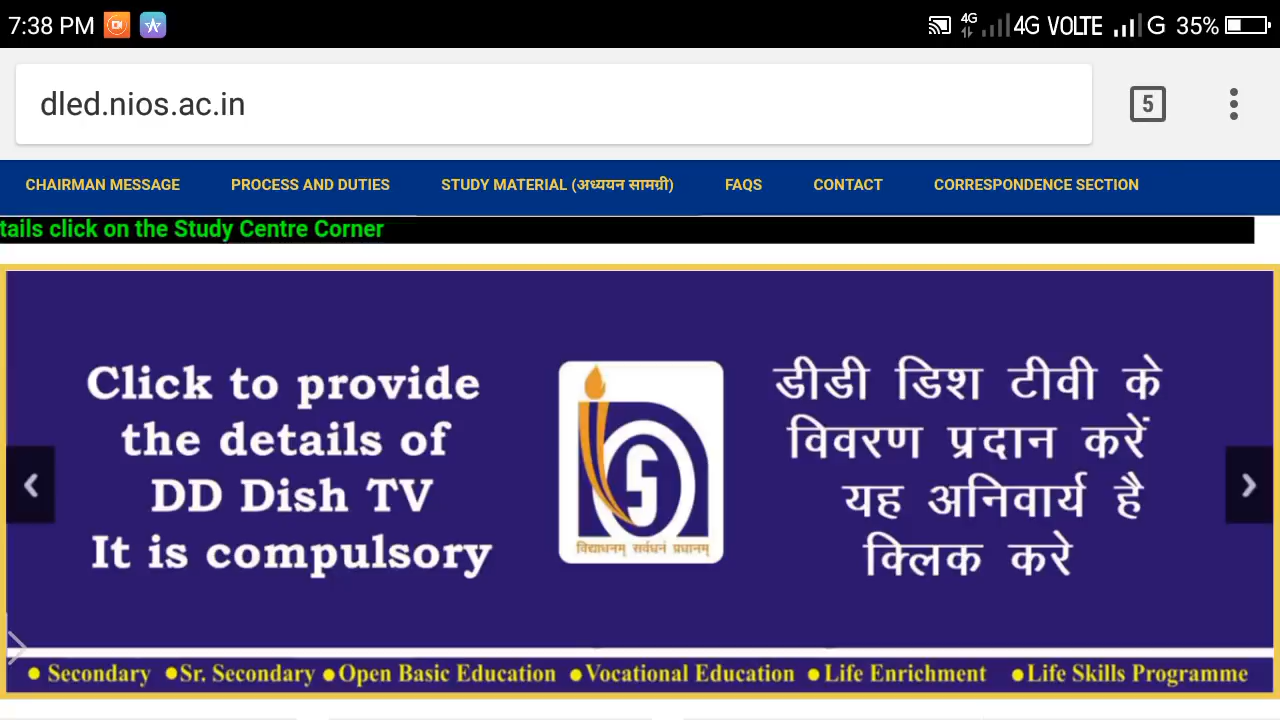 7:38 PM 4G 4G VOLTE G 35%
dled.nios.ac.in 5
CHAIRMAN MESSAGE PROCESS AND DUTIES STUDY MATERIAL (अध्ययन सामग्री) FAQS CONTACT CORRESPONDENCE SECTION
tails click on the Study Centre Corner
Click to provide
the details of
DD Dish TV
It is compulsory
विद्याधनम् सर्वधनं प्रधानम्
डीडी डिश टीवी के
विवरण प्रदान करें
यह अनिवार्य है
क्लिक करे
• Secondary • Sr. Secondary • Open Basic Education • Vocational Education • Life Enrichment • Life Skills Programme